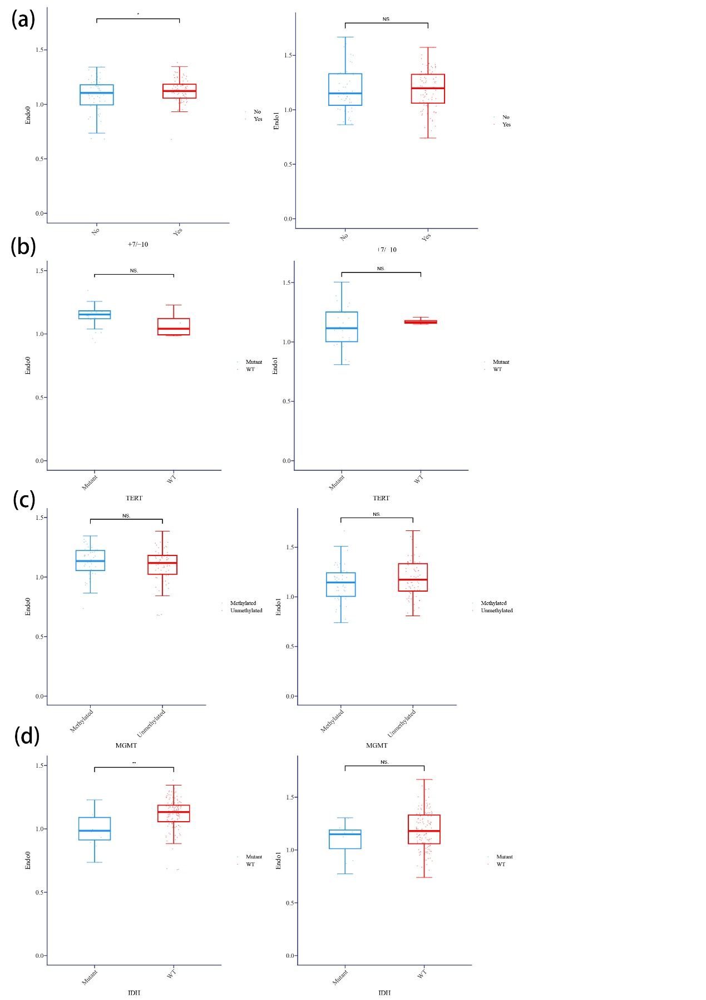 (a)
*
1.5
1.0
0.5
0.0
Endo0
No
Yes
No
Yes
+7/−10
NS.
1.5
1.0
0.5
0.0
Endo1
No
Yes
No
Yes
+7/ 10
(b)
NS.
1.5
1.0
0.5
0.0
Endo0
Mutant
WT
Mutant
WT
TERT
NS.
1.5
1.0
0.5
0.0
Endo1
Mutant
WT
Mutant
WT
TERT
(c)
NS.
1.5
1.0
0.5
0.0
Endo0
Methylated
Unmethylated
Methylated
Unmethylated
MGMT
NS.
1.5
1.0
0.5
0.0
Endo1
Methylated
Unmethylated
Methylated
Unmethylated
MGMT
(d)
**
1.5
1.0
0.5
0.0
Endo0
Mutant
WT
Mutant
WT
IDH
NS.
1.5
1.0
0.5
0.0
Endo1
Mutant
WT
Mutant
WT
IDH